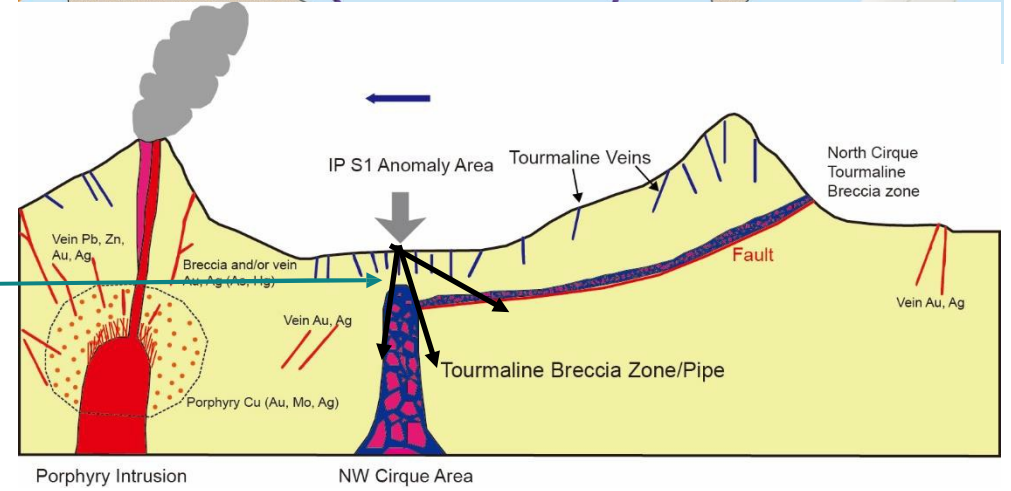 IP S1 Anomaly Area
Tourmaline Veins
North Cirque
Tourmaline
Breccia zone
Vein Pb, Zn,
Au, Ag
Breccia and/or vein
Au, Ag (As, Hg)
Fault
Vein Au, Ag
Vein Au, Ag
Tourmaline Breccia Zone/Pipe
Porphyry Cu (Au, Mo, Ag)
Porphyry Intrusion
NW Cirque Area